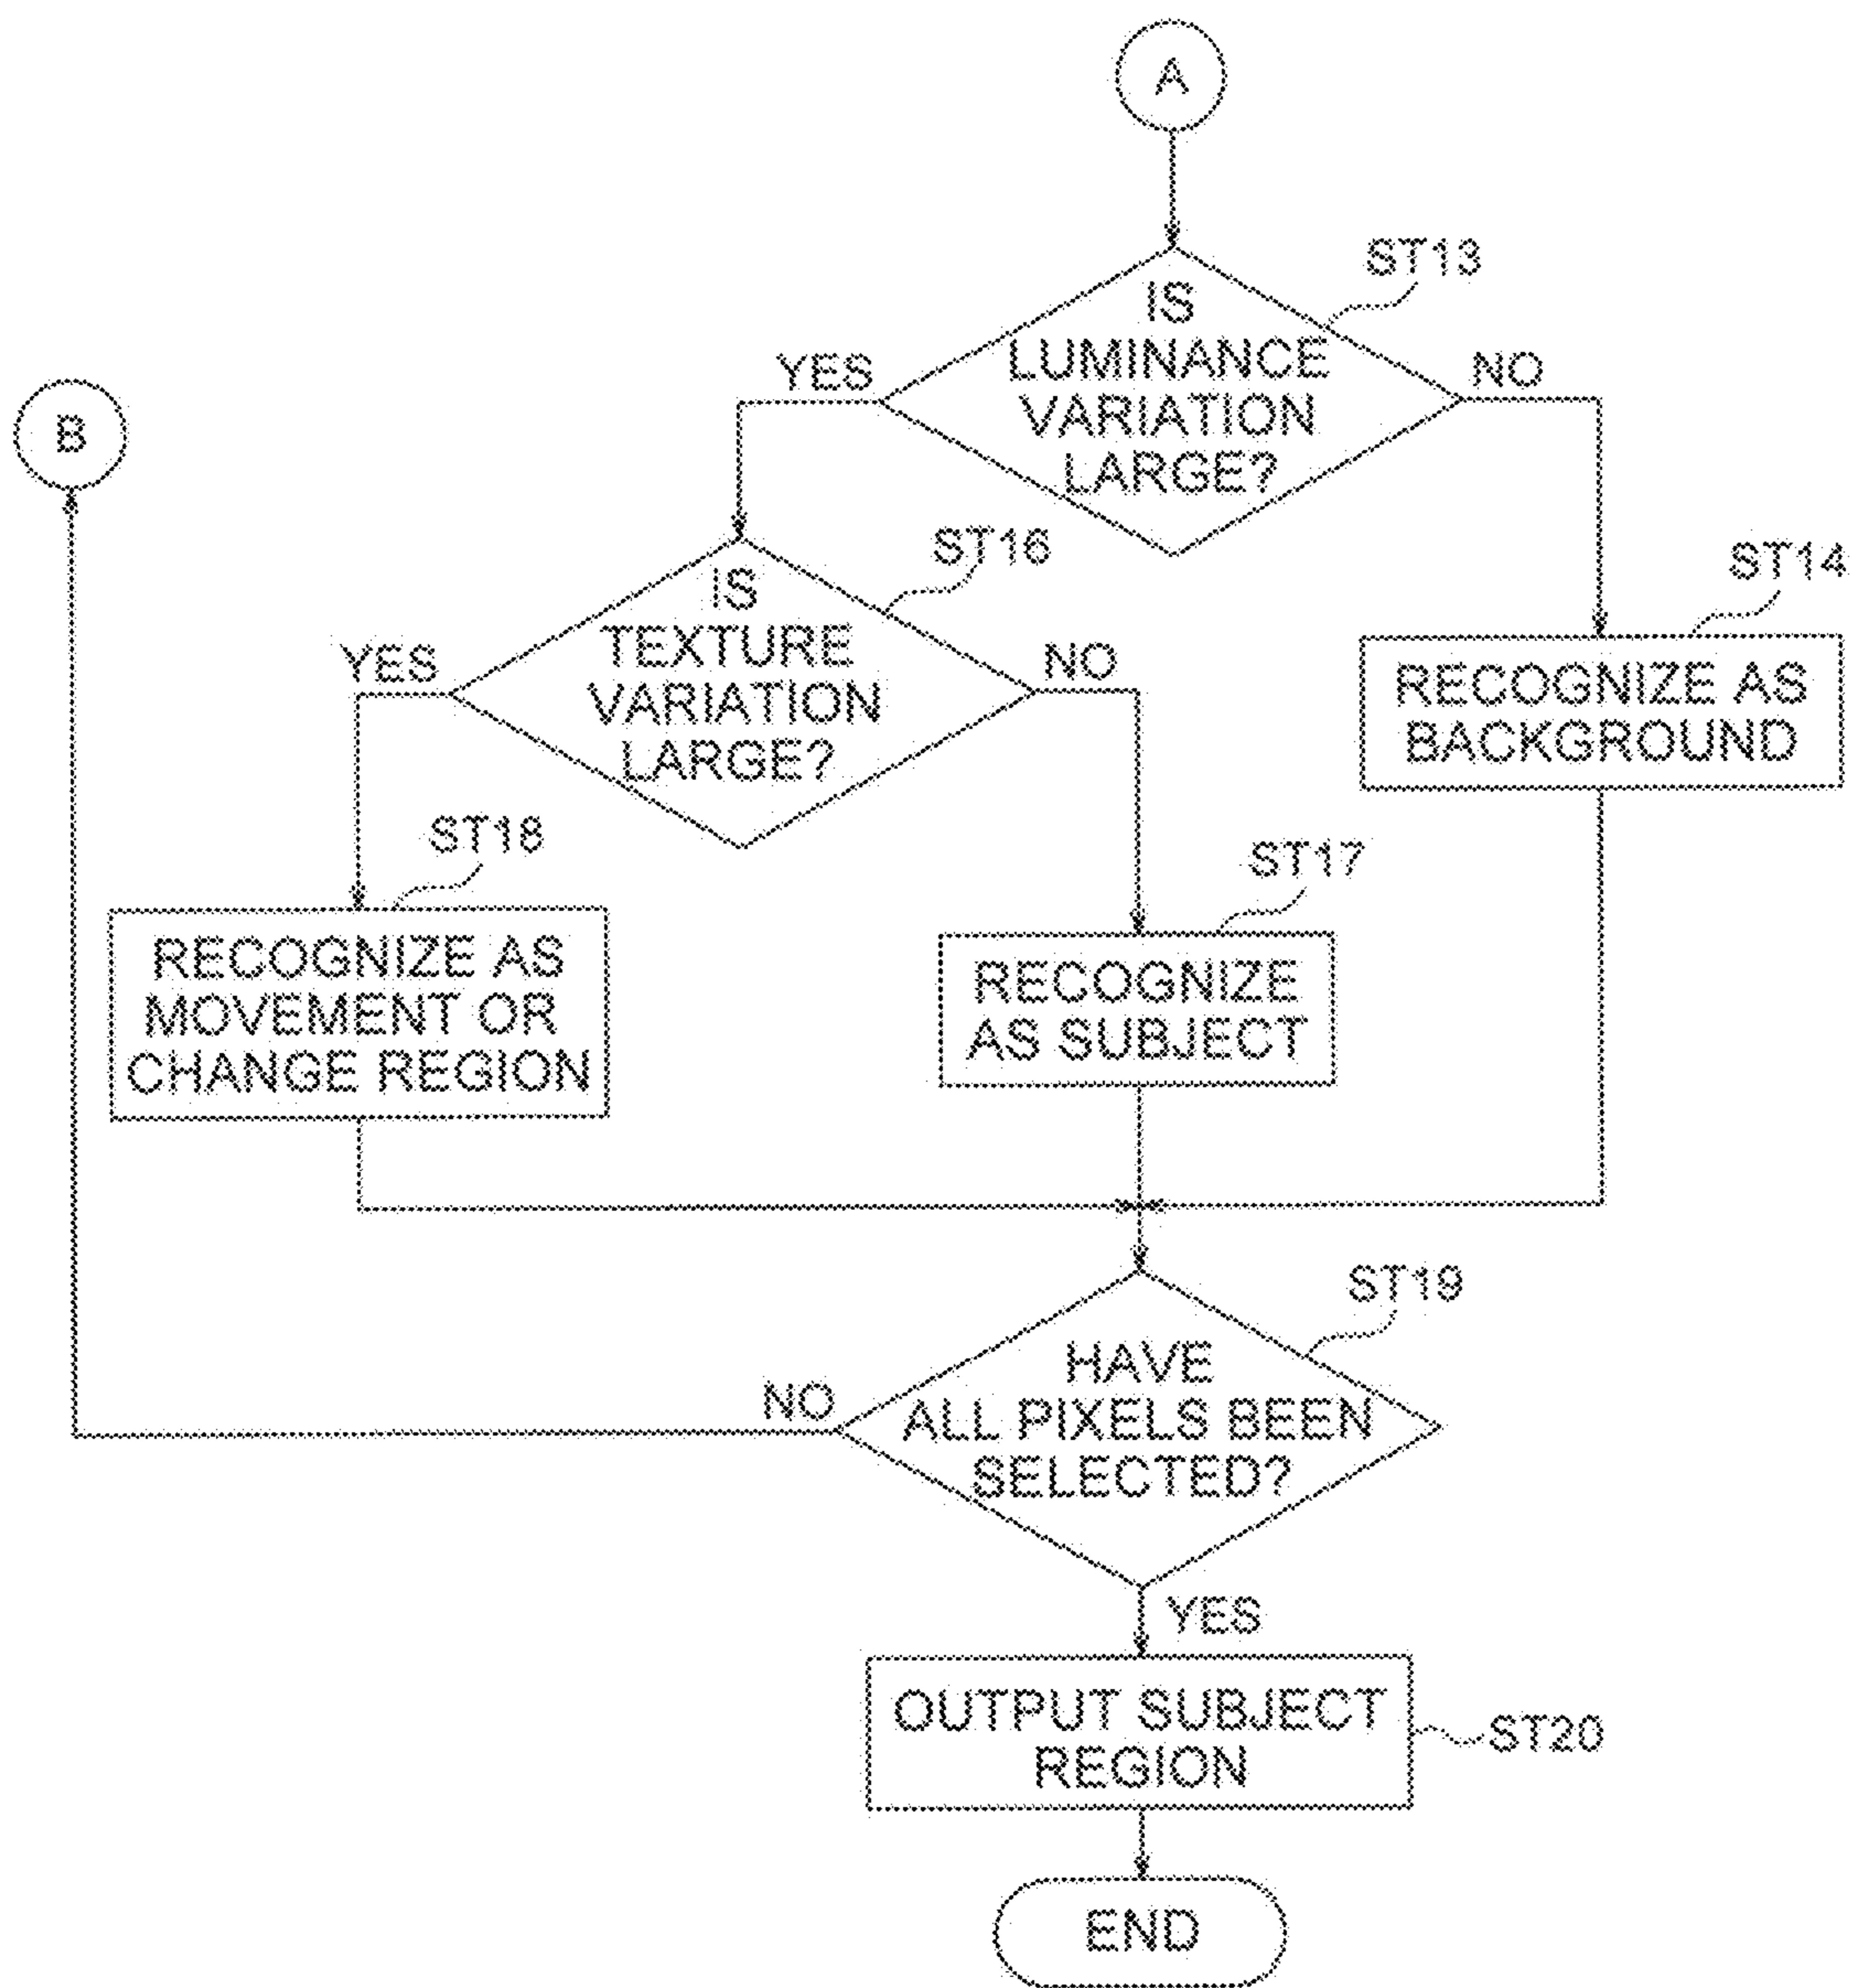 A
ST13
IS
LUMINANCE
VARIATION
LARGE?
YES
NO
B
ST16
IS
TEXTURE
VARIATION
LARGE?
YES
NO
ST14
RECOGNIZE AS
BACKGROUND
ST18
RECOGNIZE AS
MOVEMENT OR
CHANGE REGION
ST17
RECOGNIZE
AS SUBJECT
ST19
HAVE
ALL PIXELS BEEN
SELECTED?
NO
YES
OUTPUT SUBJECT
REGION
ST20
END